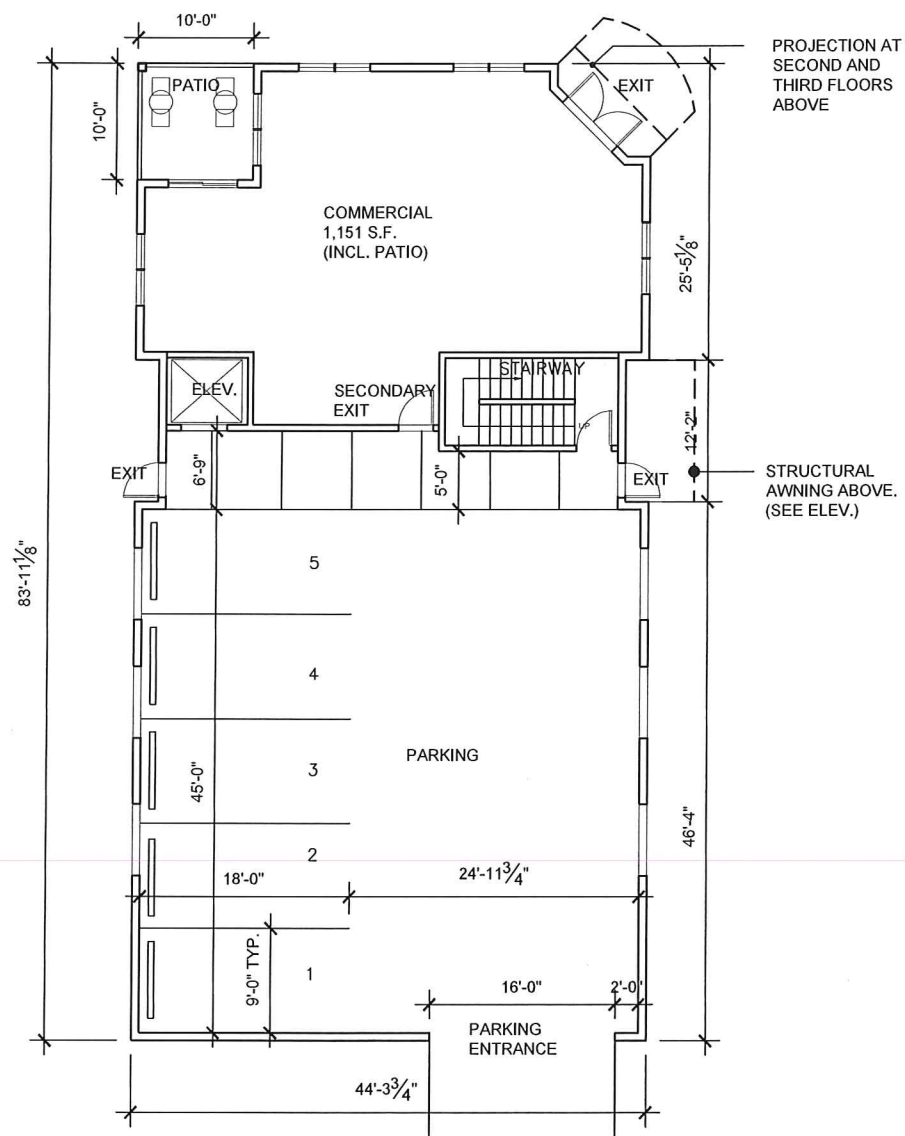 10'-0"
PROJECTION AT
SECOND AND
THIRD FLOORS
ABOVE
PATIO
EXIT
10'-0"
COMMERCIAL
1,151 S.F.
(INCL. PATIO)
25'-5 1/8"
ELEV.
STAIRWAY
SECONDARY
EXIT
UP
12'-2"
EXIT
6'-9"
5'-0"
EXIT
STRUCTURAL
AWNING ABOVE.
(SEE ELEV.)
83'-11 1/8"
5
4
PARKING
3
45'-0"
46'-4"
2
18'-0"
24'-11 3/4"
9'-0" TYP.
1
16'-0"
2'-0"
PARKING
ENTRANCE
44'-3 3/4"